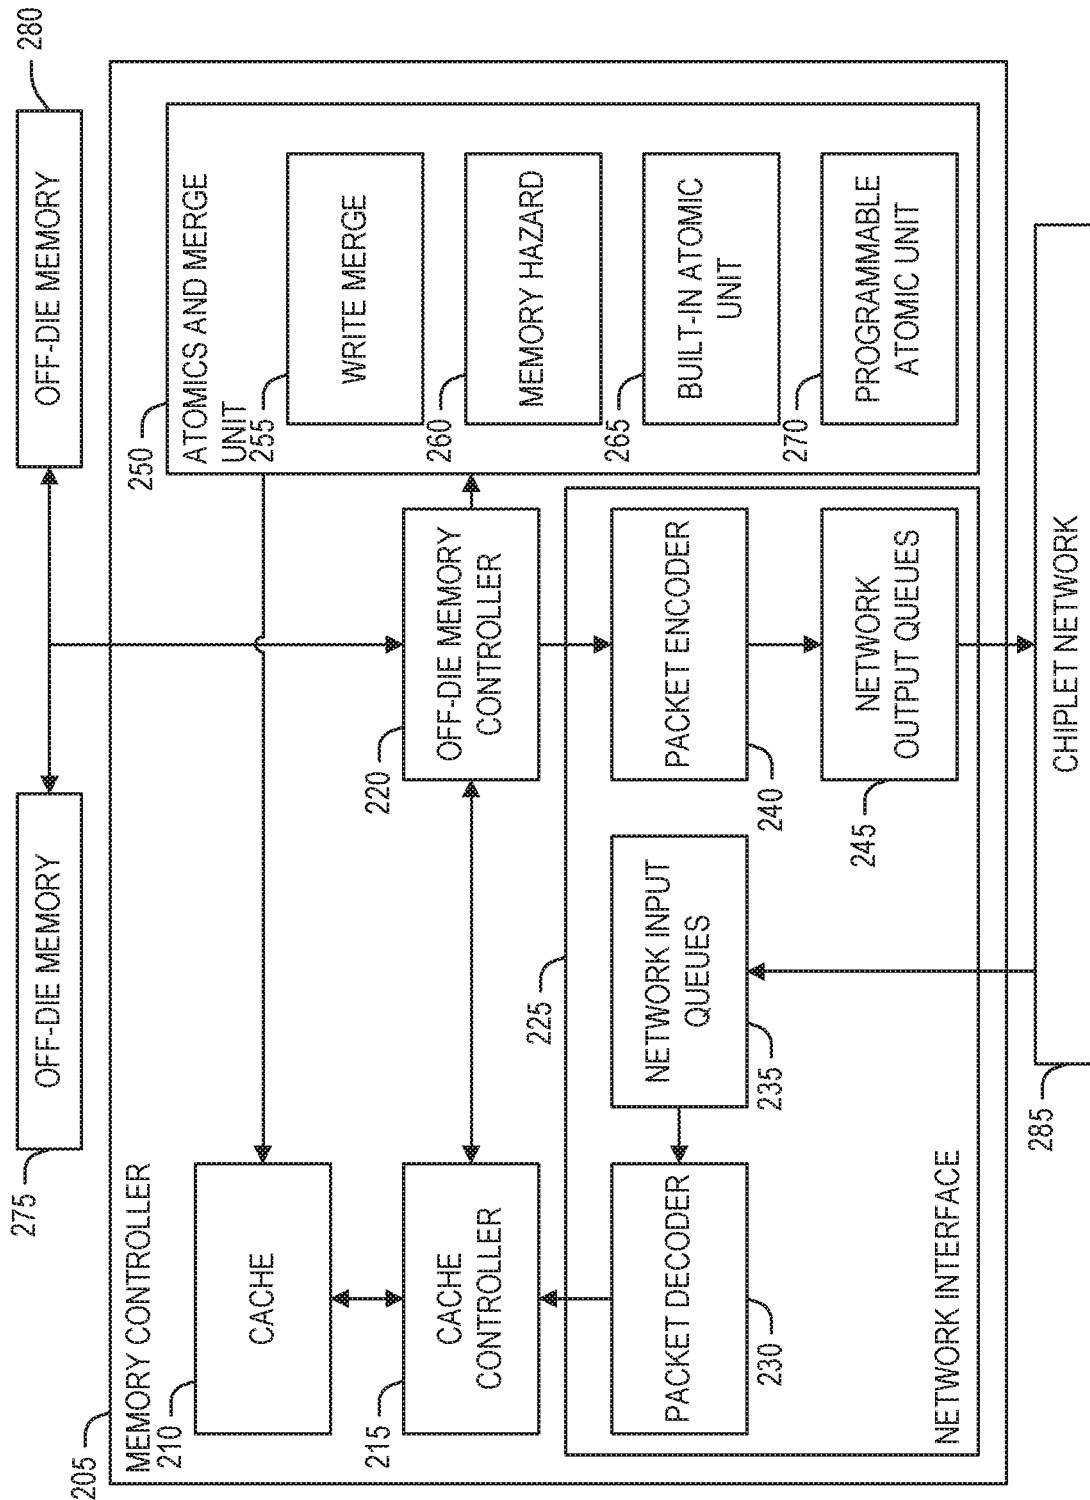 275
OFF-DIE MEMORY
OFF-DIE MEMORY
280
205
MEMORY CONTROLLER
210
CACHE
215
CACHE
CONTROLLER
220
OFF-DIE MEMORY
CONTROLLER
250
ATOMICS AND MERGE
UNIT
255
WRITE MERGE
260
MEMORY HAZARD
265
BUILT-IN ATOMIC
UNIT
270
PROGRAMMABLE
ATOMIC UNIT
225
NETWORK INPUT
QUEUES
235
PACKET DECODER
230
PACKET ENCODER
240
NETWORK
OUTPUT QUEUES
245
NETWORK INTERFACE
285
CHIPLET NETWORK